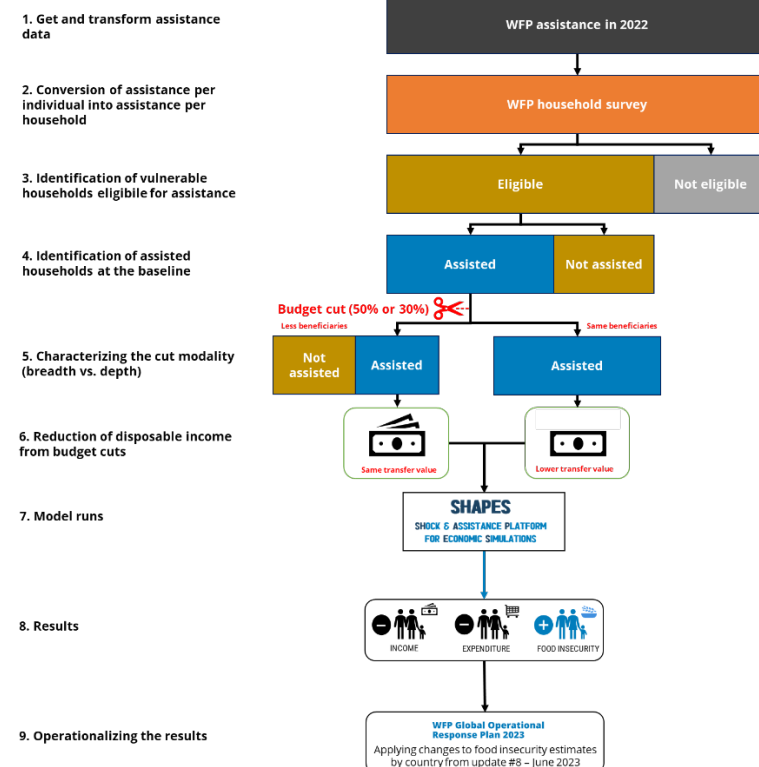 1. Get and transform assistance
data
WFP assistance in 2022
2. Conversion of assistance per
individual into assistance per
household
WFP household survey
3. Identification of vulnerable
households eligibile for assistance
Eligible
Not eligible
4. Identification of assisted
households at the baseline
Assisted
Not assisted
Budget cut (50% or 30%)
Less beneficiaries
Same beneficiaries
5. Characterizing the cut modality
(breadth vs. depth)
Not
assisted
Assisted
Assisted
6. Reduction of disposable income
from budget cuts
Same transfer value
Lower transfer value
7. Model runs
SHAPES
SHOCK & ASSISTANCE PLATFORM
FOR ECONOMIC SIMULATIONS
8. Results
INCOME
EXPENDITURE
FOOD INSECURITY
9. Operationalizing the results
WFP Global Operational
Response Plan 2023
Applying changes to food insecurity estimates
by country from update #8 – June 2023